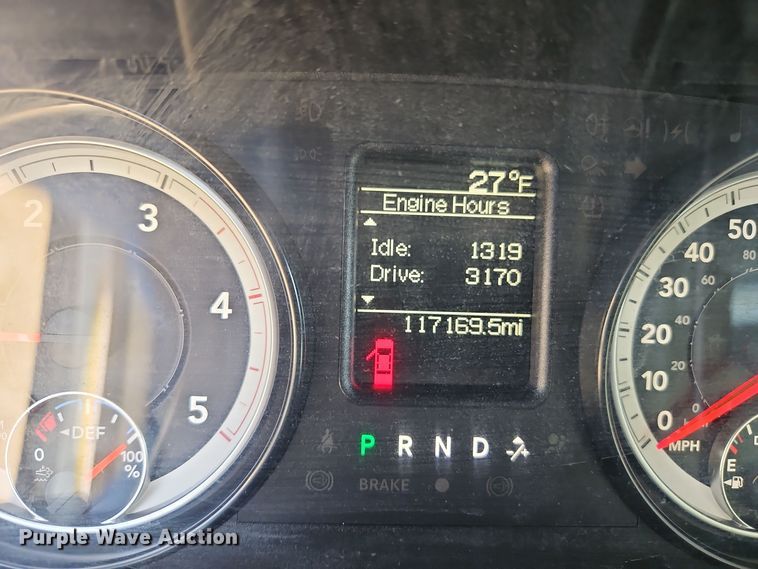 27°F
Engine Hours
Idle: 1319
Drive: 3170
117169.5mi
2
3
4
5
DEF
0
100
%
P R N D
BRAKE
50
40
30
20
10
0
MPH
80
60
40
20
0
E
Purple Wave Auction